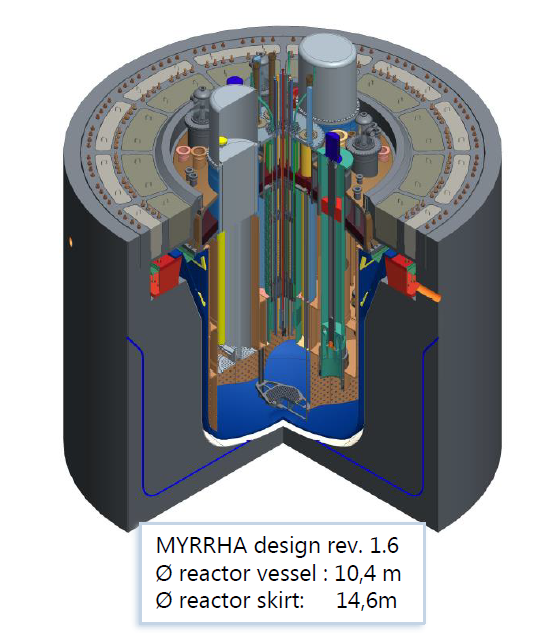 MYRRHA design rev. 1.6
Ø reactor vessel : 10,4 m
Ø reactor skirt: 14,6m